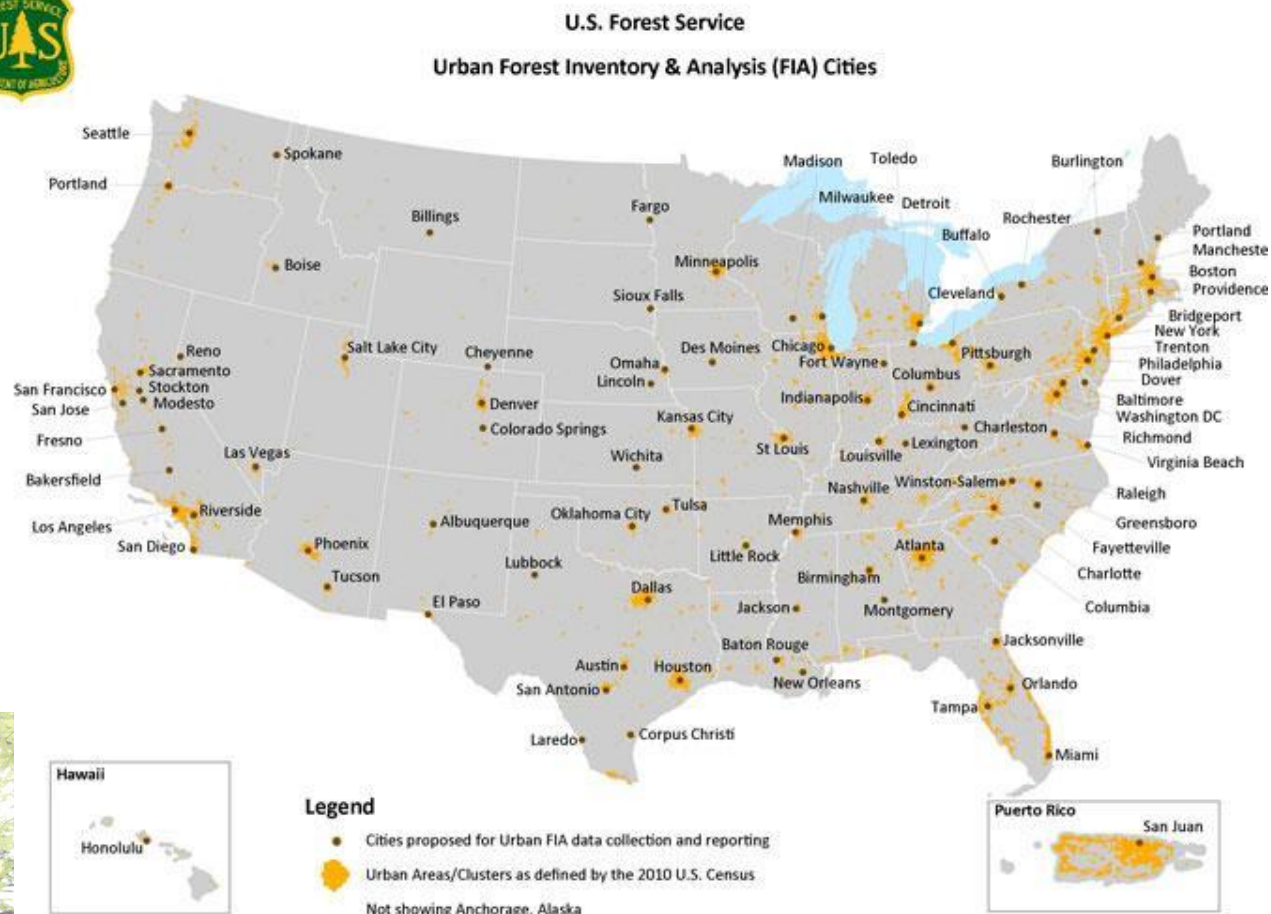 FOREST SERVICE
UAS
DEPARTMENT OF AGRICULTURE
U.S. Forest Service
Urban Forest Inventory & Analysis (FIA) Cities
Seattle
Spokane
Portland
Billings
Fargo
Boise
Minneapolis
Sioux Falls
Madison
Toledo
Milwaukee
Detroit
Buffalo
Rochester
Burlington
Cleveland
Portland
Manchester
Boston
Providence
Bridgeport
New York
Trenton
Philadelphia
Dover
Baltimore
Washington DC
Richmond
Virginia Beach
Reno
Sacramento
San Francisco
Stockton
San Jose
Modesto
Fresno
Las Vegas
Bakersfield
Los Angeles
Riverside
San Diego
Salt Lake City
Cheyenne
Denver
Colorado Springs
Omaha
Lincoln
Des Moines
Chicago
Fort Wayne
Pittsburgh
Columbus
Indianapolis
Cincinnati
Kansas City
St Louis
Louisville
Lexington
Charleston
Wichita
Nashville
Winston-Salem
Raleigh
Greensboro
Fayetteville
Charlotte
Columbia
Phoenix
Tucson
Albuquerque
Oklahoma City
Tulsa
Memphis
Little Rock
Atlanta
Birmingham
Montgomery
Lubbock
El Paso
Dallas
Jackson
Baton Rouge
New Orleans
Austin
Houston
San Antonio
Laredo
Corpus Christi
Jacksonville
Orlando
Tampa
Miami
Hawaii
Honolulu
Legend
Cities proposed for Urban FIA data collection and reporting
Urban Areas/Clusters as defined by the 2010 U.S. Census
Not showing Anchorage, Alaska
Puerto Rico
San Juan